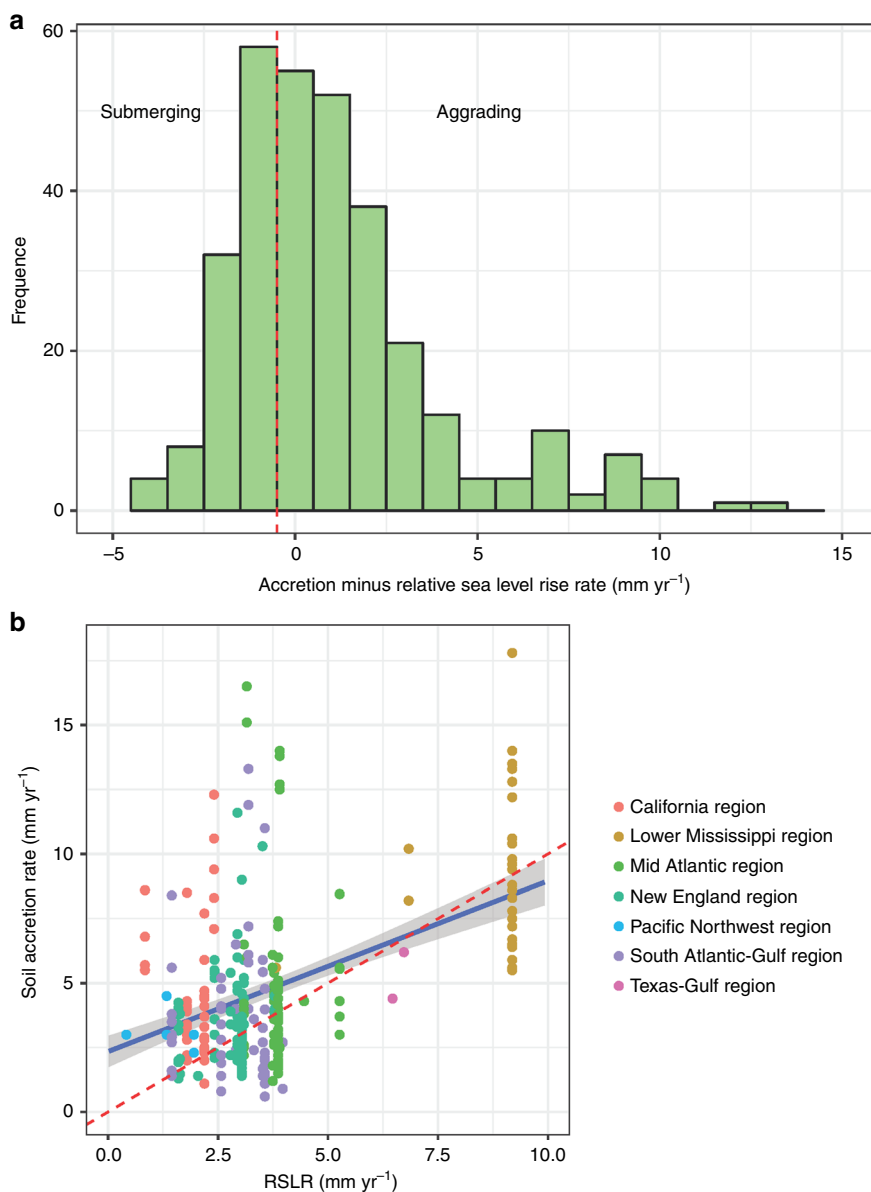 a
60
Submerging
Aggrading
40
Frequence
20
0
–5
0
5
10
15
Accretion minus relative sea level rise rate (mm yr⁻¹)
b
15
Soil accretion rate (mm yr⁻¹)
10
5
0
0.0
2.5
5.0
7.5
10.0
RSLR (mm yr⁻¹)
California region
Lower Mississippi region
Mid Atlantic region
New England region
Pacific Northwest region
South Atlantic-Gulf region
Texas-Gulf region